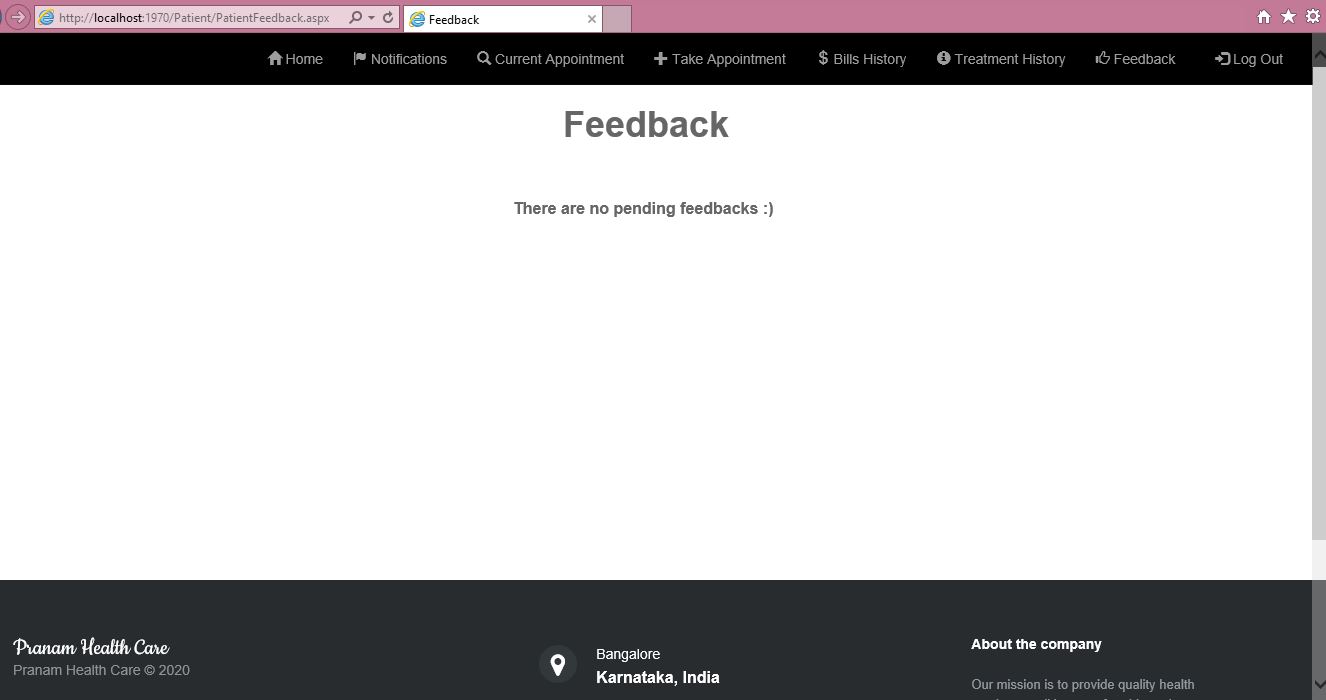 http://localhost:1970/Patient/PatientFeedback.aspx
Feedback
Home Notifications Current Appointment Take Appointment Bills History Treatment History Feedback Log Out
Feedback
There are no pending feedbacks :)
Pranam Health Care
Pranam Health Care © 2020
Bangalore
Karnataka, India
About the company
Our mission is to provide quality health